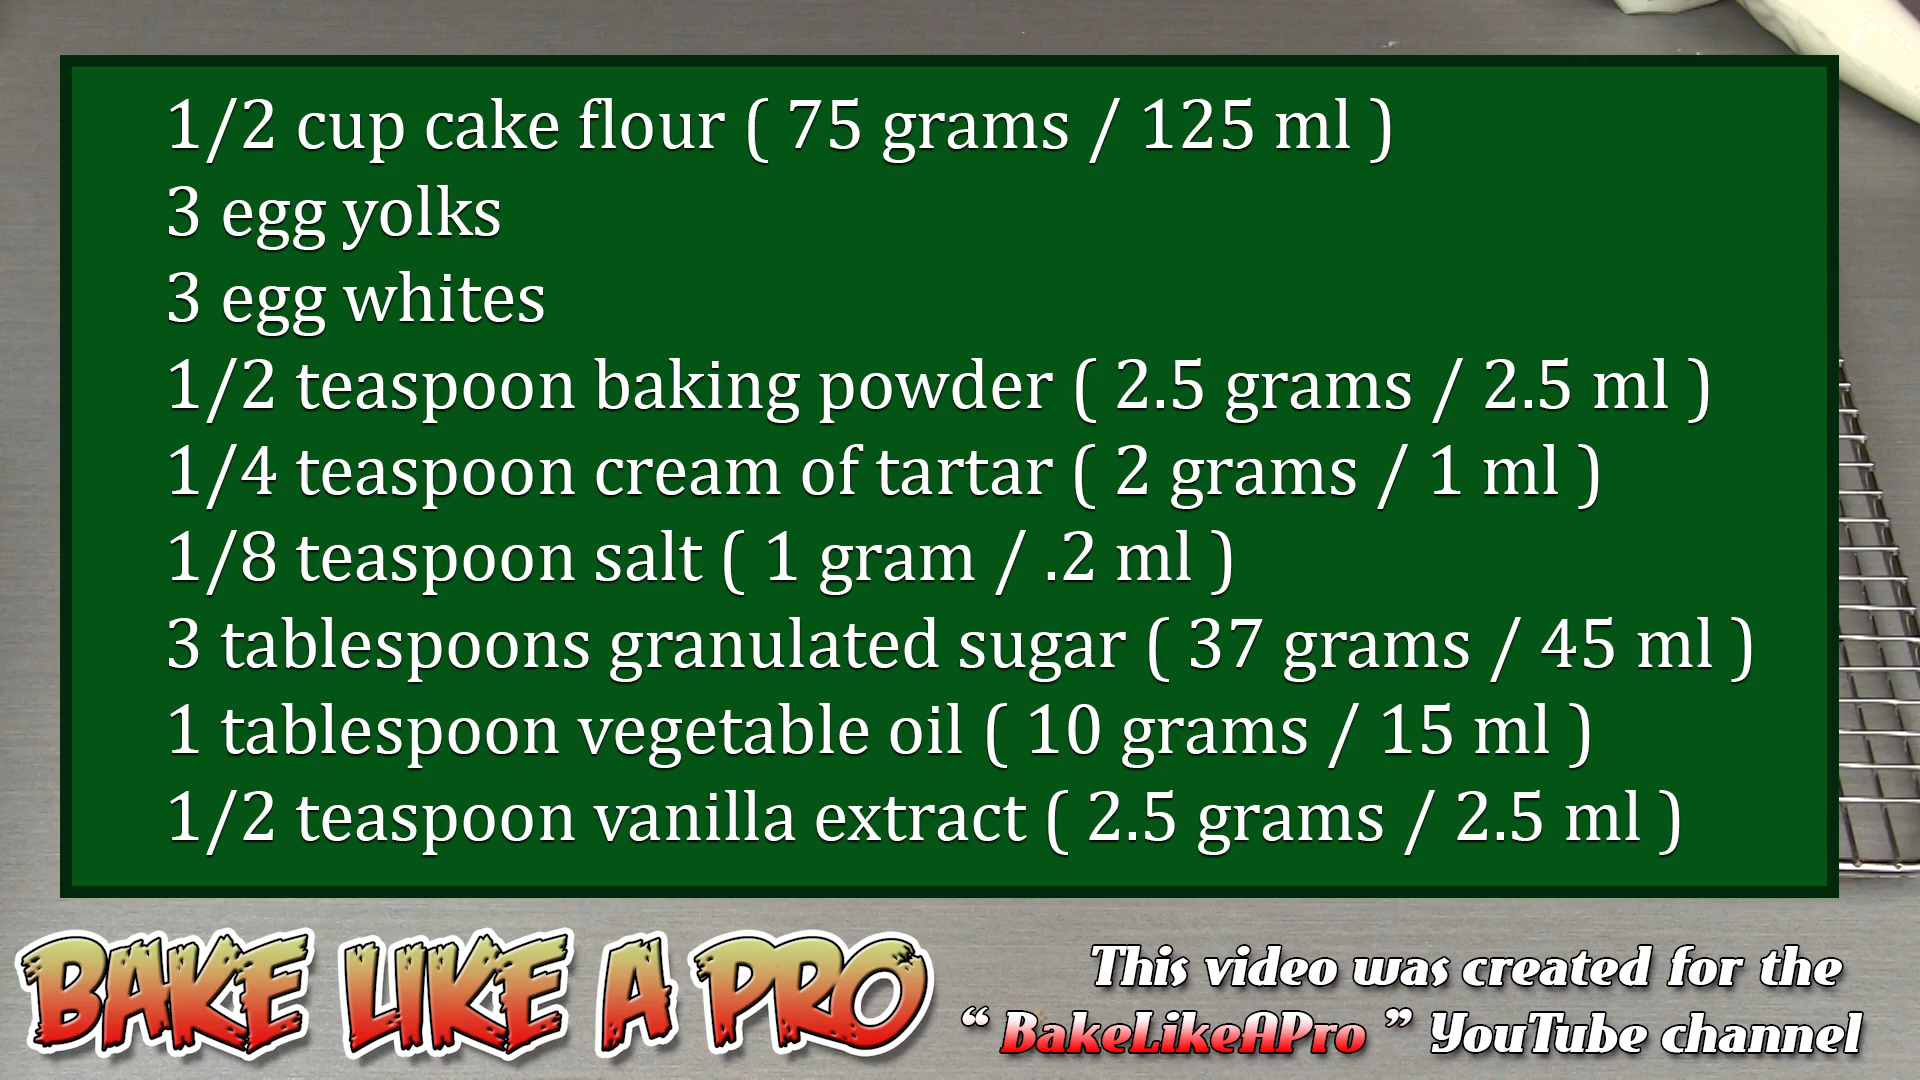 1/2 cup cake flour ( 75 grams / 125 ml )
3 egg yolks
3 egg whites
1/2 teaspoon baking powder ( 2.5 grams / 2.5 ml )
1/4 teaspoon cream of tartar ( 2 grams / 1 ml )
1/8 teaspoon salt ( 1 gram / .2 ml )
3 tablespoons granulated sugar ( 37 grams / 45 ml )
1 tablespoon vegetable oil ( 10 grams / 15 ml )
1/2 teaspoon vanilla extract ( 2.5 grams / 2.5 ml )
BAKE LIKE A PRO
This video was created for the
“ BakeLikeAPro ” YouTube channel